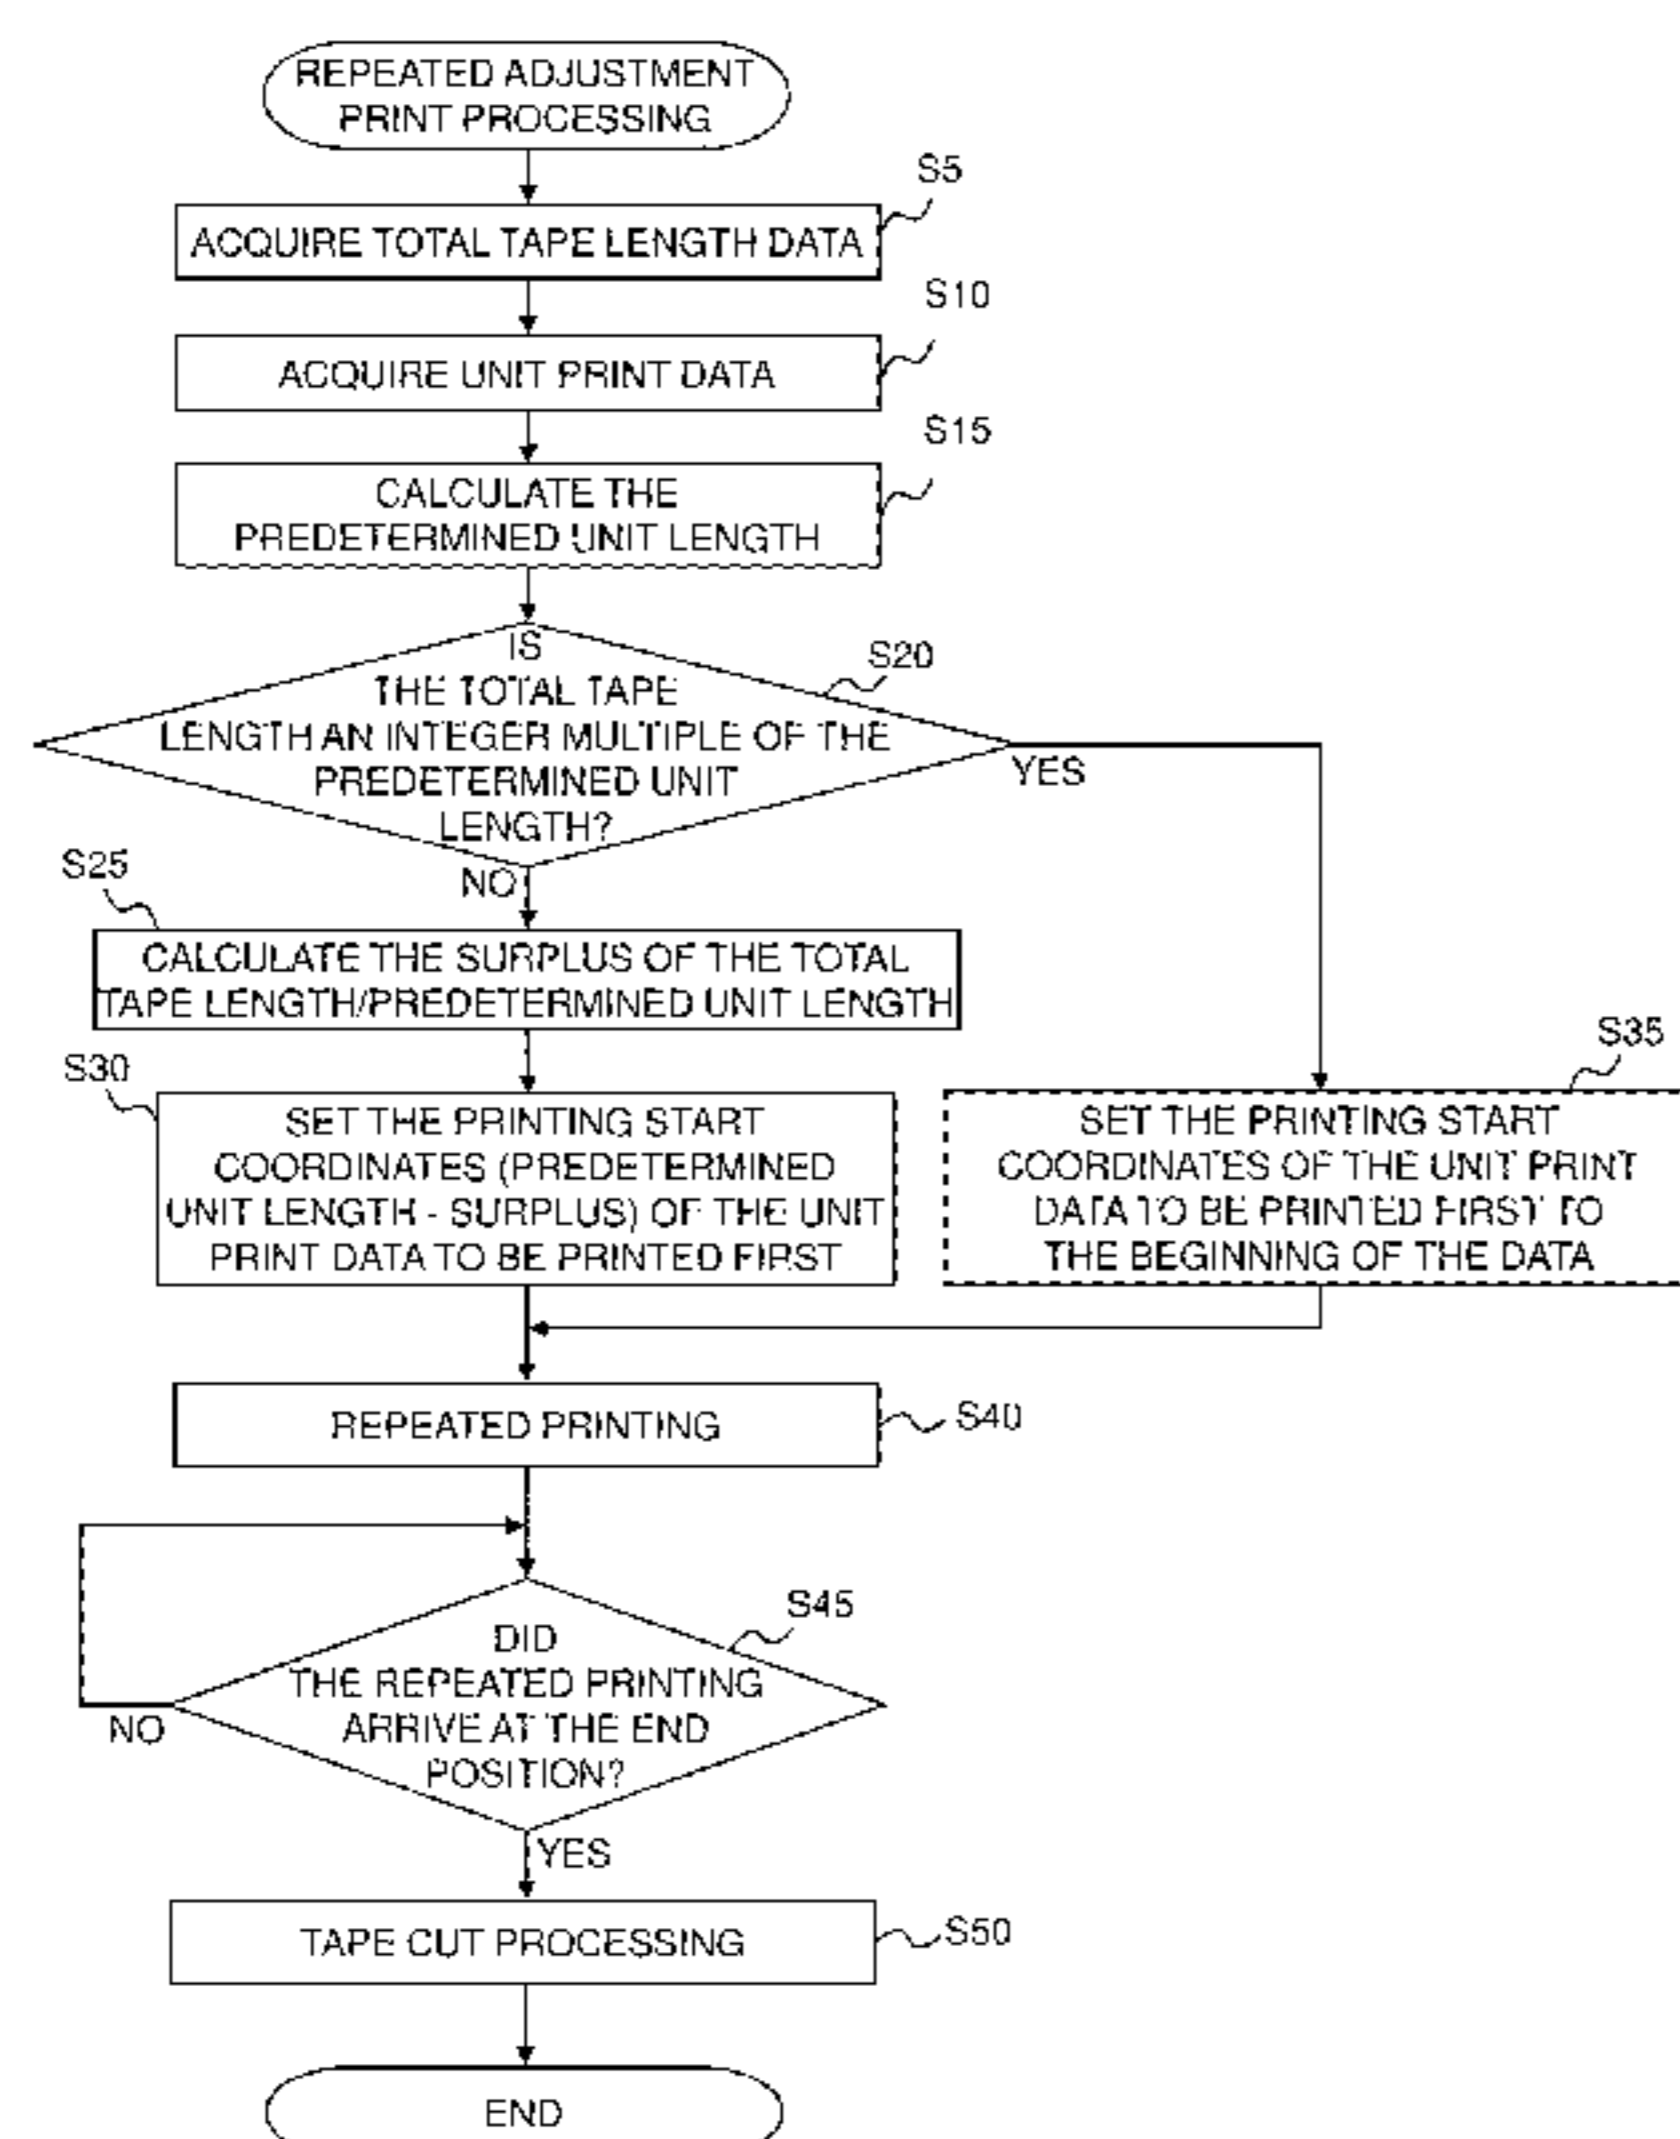 REPEATED ADJUSTMENT
PRINT PROCESSING
S5
ACQUIRE TOTAL TAPE LENGTH DATA
S10
ACQUIRE UNIT PRINT DATA
S15
CALCULATE THE
PREDETERMINED UNIT LENGTH
S20
IS
THE TOTAL TAPE
LENGTH AN INTEGER MULTIPLE OF THE
PREDETERMINED UNIT
LENGTH?
YES
NO
S25
CALCULATE THE SURPLUS OF THE TOTAL
TAPE LENGTH/PREDETERMINED UNIT LENGTH
S30
SET THE PRINTING START
COORDINATES (PREDETERMINED
UNIT LENGTH - SURPLUS) OF THE UNIT
PRINT DATA TO BE PRINTED FIRST
S35
SET THE PRINTING START
COORDINATES OF THE UNIT PRINT
DATA TO BE PRINTED FIRST TO
THE BEGINNING OF THE DATA
REPEATED PRINTING
S40
S45
DID
THE REPEATED PRINTING
ARRIVE AT THE END
POSITION?
NO
YES
TAPE CUT PROCESSING
S50
END